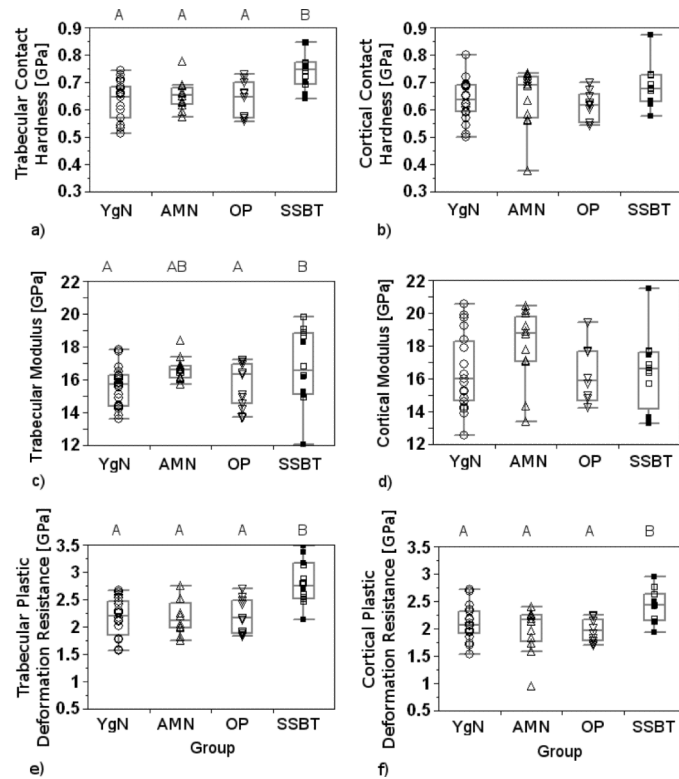 A A A B
Trabecular Contact
Hardness [GPa]
0.9
0.8
0.7
0.6
0.5
0.4
0.3
YgN AMN OP SSBT
a)
Cortical Contact
Hardness [GPa]
0.9
0.8
0.7
0.6
0.5
0.4
0.3
YgN AMN OP SSBT
b)
A AB A B
Trabecular Modulus [GPa]
22
20
18
16
14
12
YgN AMN OP SSBT
c)
Cortical Modulus [GPa]
22
20
18
16
14
12
YgN AMN OP SSBT
d)
A A A B
Trabecular Plastic
Deformation Resistance [GPa]
3.5
3
2.5
2
1.5
1
0.5
YgN AMN OP SSBT
Group
e)
A A A B
Cortical Plastic
Deformation Resistance [GPa]
3.5
3
2.5
2
1.5
1
0.5
YgN AMN OP SSBT
Group
f)